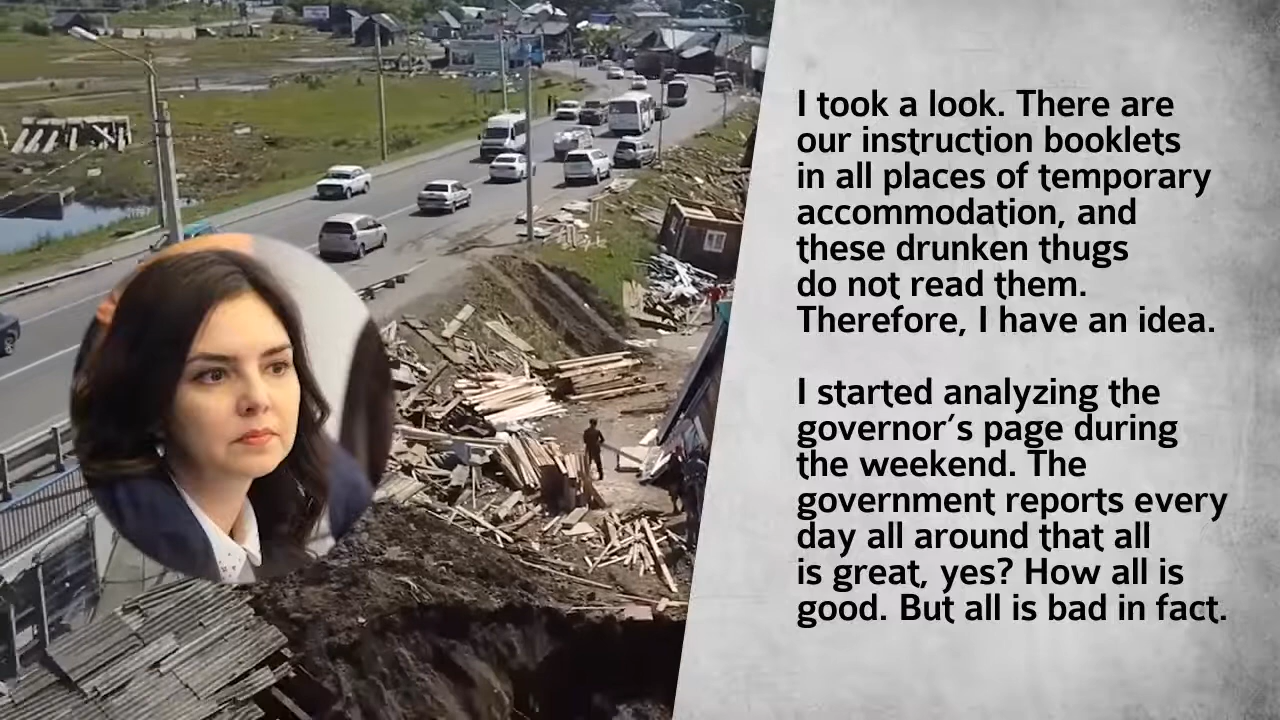 I took a look. There are
our instruction booklets
in all places of temporary
accommodation, and
these drunken thugs
do not read them.
Therefore, I have an idea.
I started analyzing the
governor's page during
the weekend. The
government reports every
day all around that all
is great, yes? How all is
good. But all is bad in fact.